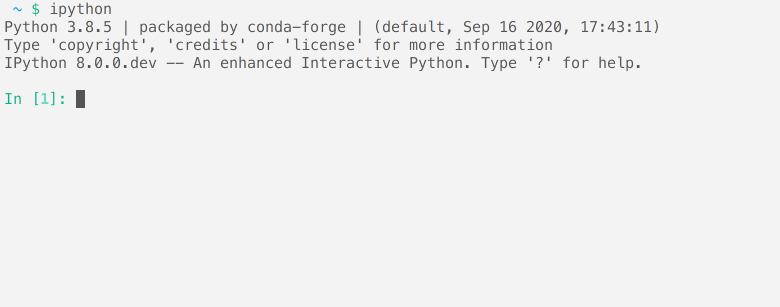 ~ $ ipython
Python 3.8.5 | packaged by conda-forge | (default, Sep 16 2020, 17:43:11)
Type 'copyright', 'credits' or 'license' for more information
IPython 8.0.0.dev -- An enhanced Interactive Python. Type '?' for help.
In [1]: